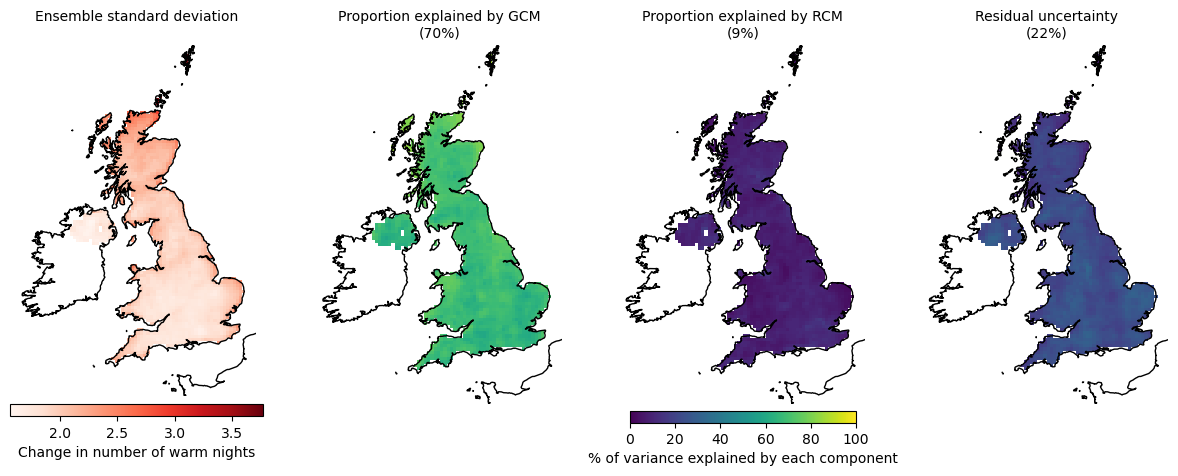 Ensemble standard deviation
Proportion explained by GCM
(70%)
Proportion explained by RCM
(9%)
Residual uncertainty
(22%)
2.0 2.5 3.0 3.5
Change in number of warm nights
0 20 40 60 80 100
% of variance explained by each component